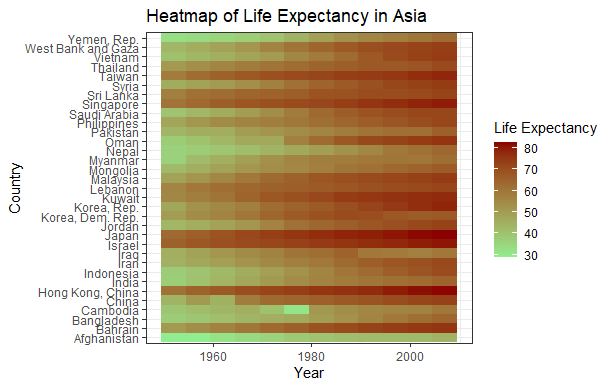 Heatmap of Life Expectancy in Asia
Country
Yemen, Rep.
West Bank and Gaza
Vietnam
Thailand
Taiwan
Syria
Sri Lanka
Singapore
Saudi Arabia
Philippines
Pakistan
Oman
Nepal
Myanmar
Mongolia
Malaysia
Lebanon
Kuwait
Korea, Rep.
Korea, Dem. Rep.
Jordan
Japan
Israel
Iraq
Iran
Indonesia
India
Hong Kong, China
China
Cambodia
Bangladesh
Bahrain
Afghanistan
1960
1980
2000
Year
Life Expectancy
80
70
60
50
40
30